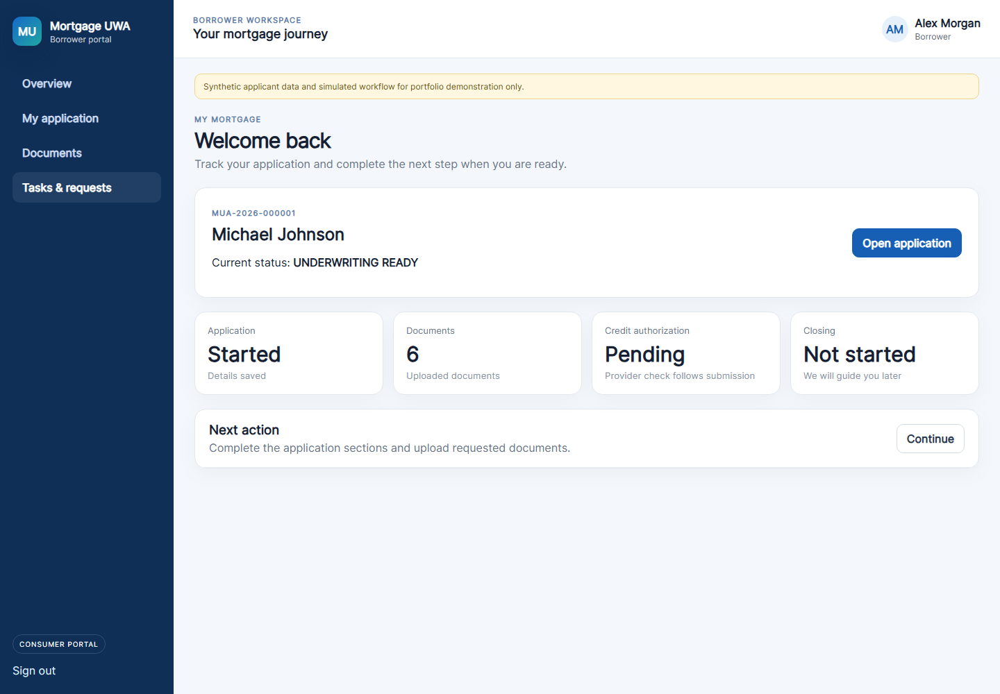 MU
Mortgage UWA
Borrower portal
Overview
My application
Documents
Tasks & requests
CONSUMER PORTAL
Sign out
BORROWER WORKSPACE
Your mortgage journey
AM
Alex Morgan
Borrower
Synthetic applicant data and simulated workflow for portfolio demonstration only.
MY MORTGAGE
Welcome back
Track your application and complete the next step when you are ready.
MUA-2026-000001
Michael Johnson
Current status: UNDERWRITING READY
Open application
Application
Started
Details saved
Documents
6
Uploaded documents
Credit authorization
Pending
Provider check follows submission
Closing
Not started
We will guide you later
Next action
Complete the application sections and upload requested documents.
Continue